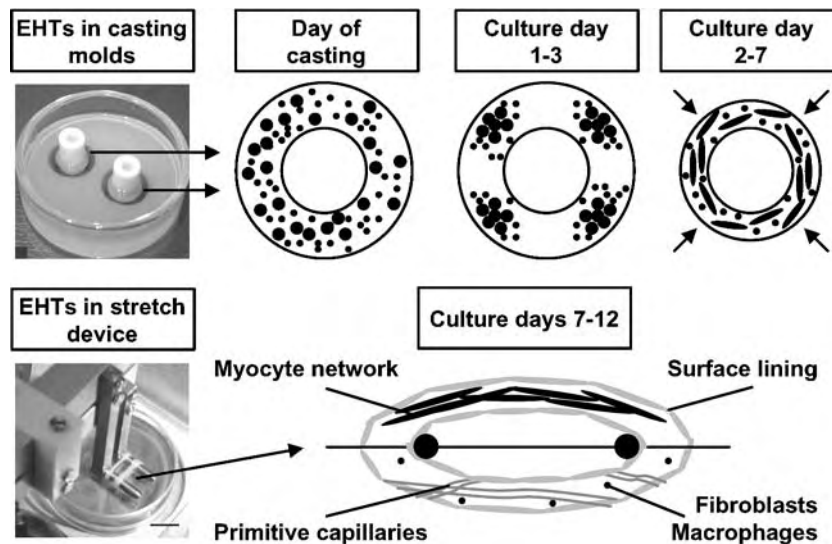 EHTs in casting
molds
Day of
casting
Culture day
1-3
Culture day
2-7
EHTs in stretch
device
Culture days 7-12
Myocyte network
Surface lining
Primitive capillaries
Fibroblasts
Macrophages